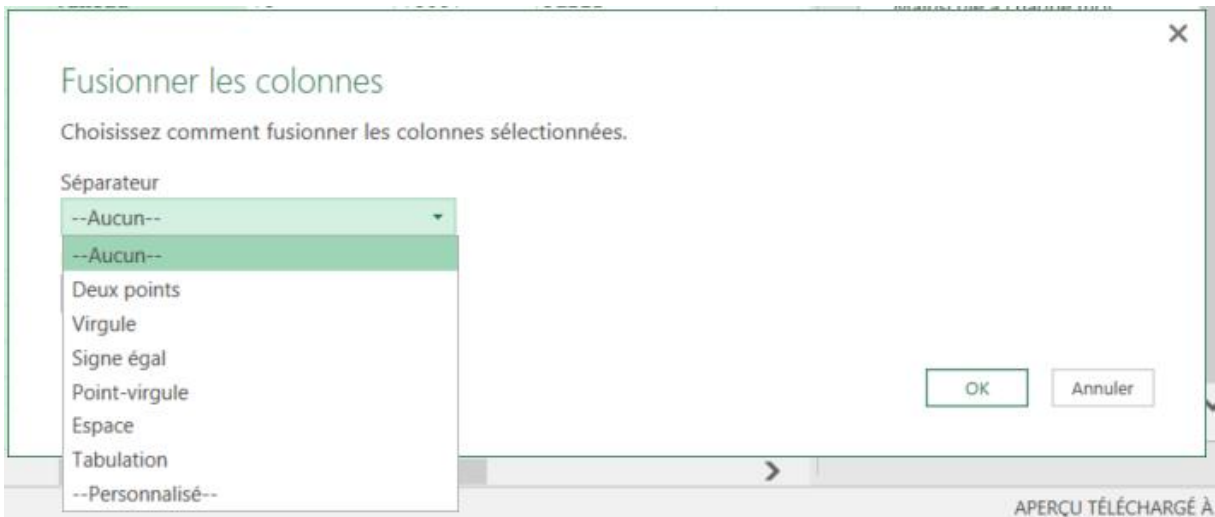 Fusionner les colonnes
Choisissez comment fusionner les colonnes sélectionnées.
Séparateur
--Aucun--
--Aucun--
Deux points
Virgule
Signe égal
Point-virgule
Espace
Tabulation
--Personnalisé--
OK Annuler
APERÇU TÉLÉCHARGÉ À